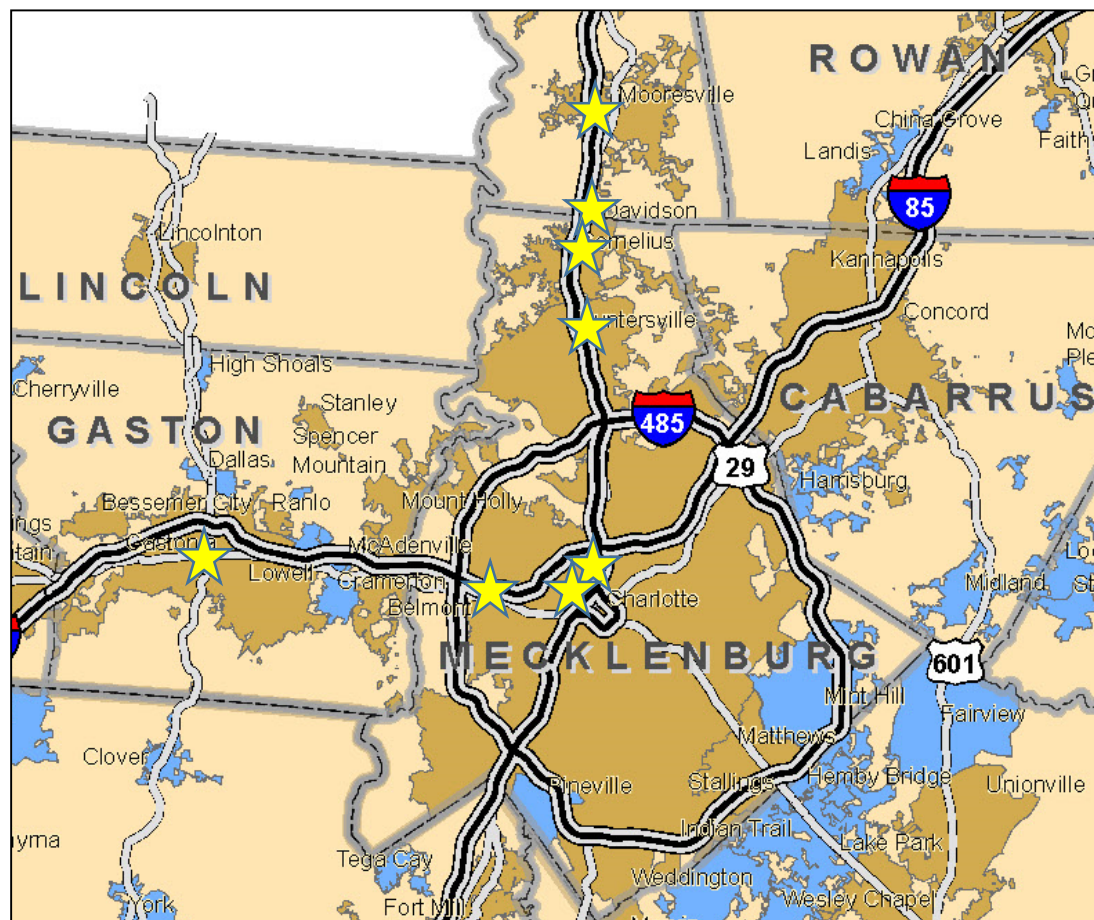 ROWAN
Mooresville
China Grove
Landis
Faith
85
Davidson
Lincolnton
Kannapolis
LINCOLN
Concord
High Shoals
Cherryville
Stanley
CABARRUS
GASTON
485
Spencer
Mountain
29
Dallas
Harrisburg
Mount Holly
Bessemer City
Ranlo
McAdenville
Gastonia
Lowell
Cramerton
Belmont
Midland
Charlotte
MECKLENBURG
601
Mint Hill
Fairview
Matthews
Clover
Pineville
Stallings
Hemby Bridge
Unionville
Indian Trail
Lake Park
Tega Cay
Weddington
Wesley Chapel
York
Fort Mill